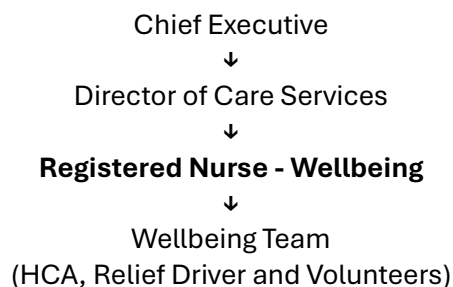 Chief Executive
↓
Director of Care Services
↓
Registered Nurse - Wellbeing
↓
Wellbeing Team
(HCA, Relief Driver and Volunteers)